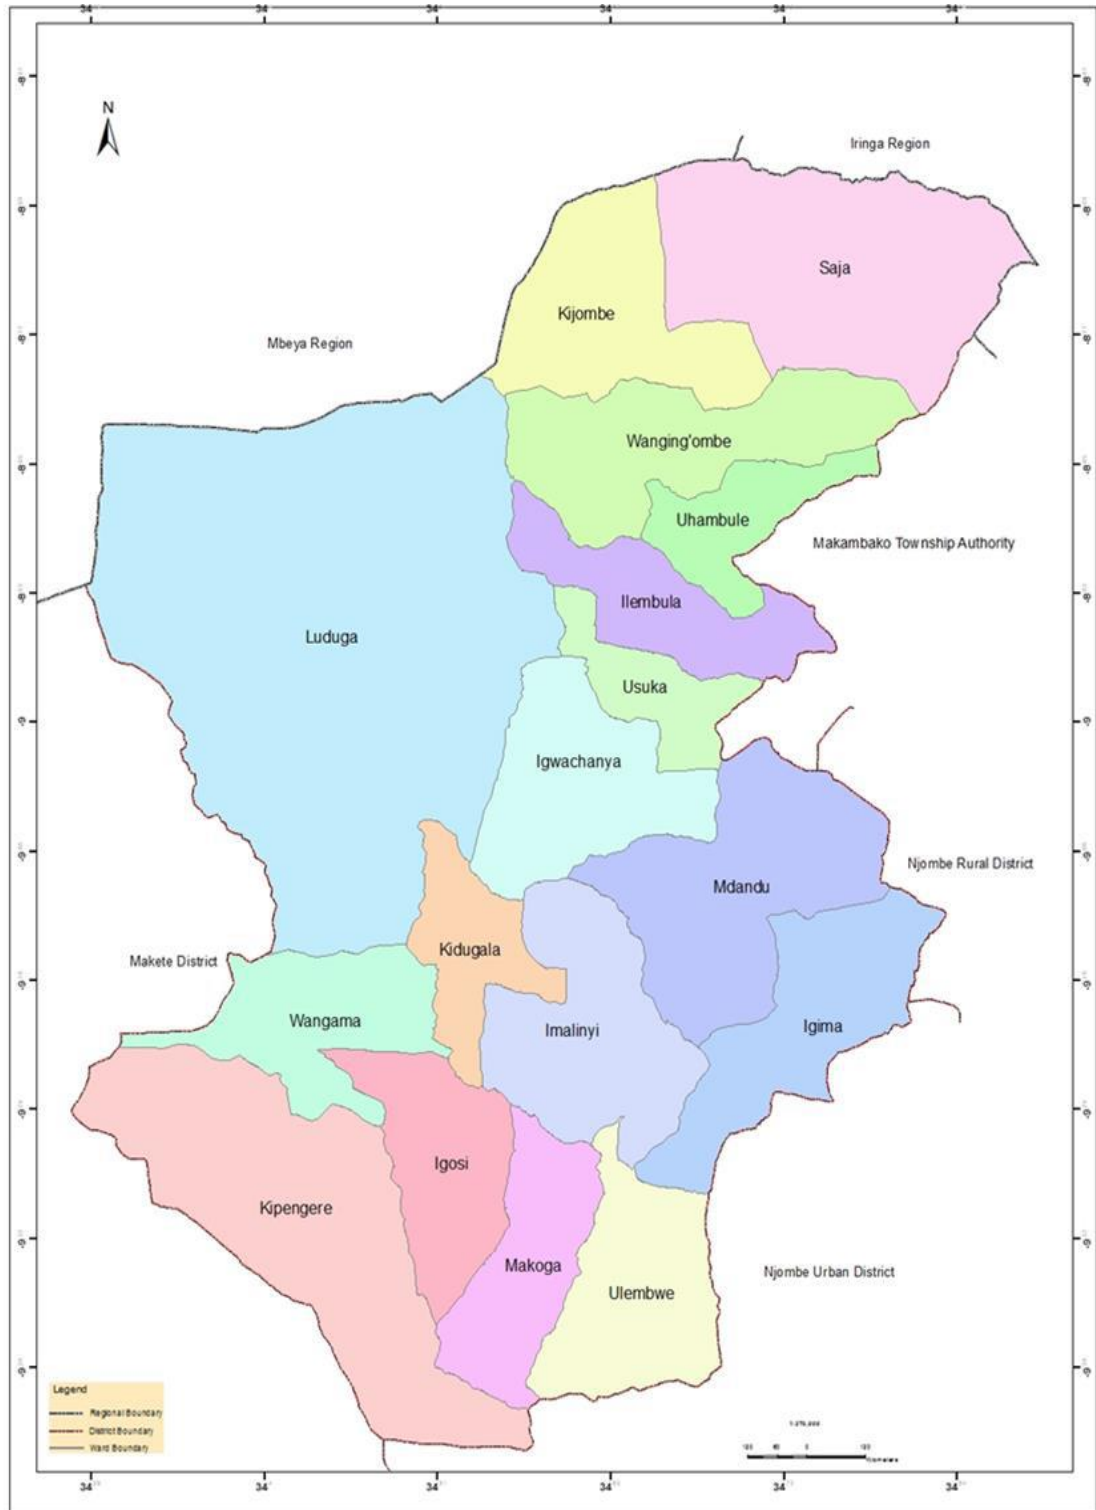 N
Iringa Region
Saja
Kijombe
Mbeya Region
Wanging'ombe
Uhambule
Makambako Township Authority
Ilembula
Luduga
Usuka
Igwachanya
Njombe Rural District
Mdandu
Kidugala
Makete District
Wangama
Imalinyi
Igima
Igosi
Kipengere
Makoga
Njombe Urban District
Ulembwe
Legend
Regional Boundary
District Boundary
Ward Boundary
Kilometers